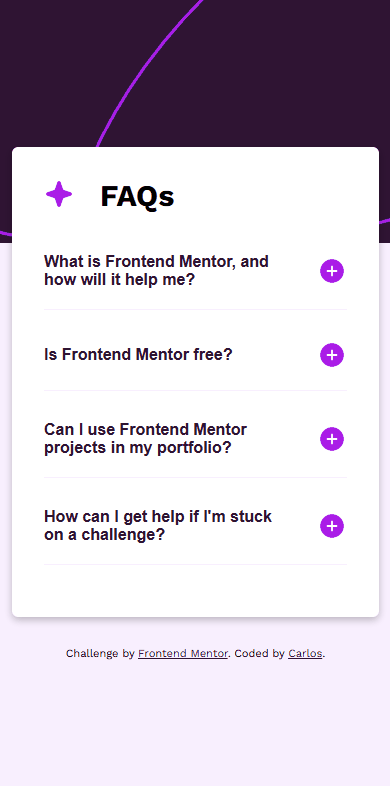 FAQs
What is Frontend Mentor, and
how will it help me?
Is Frontend Mentor free?
Can I use Frontend Mentor
projects in my portfolio?
How can I get help if I'm stuck
on a challenge?
Challenge by Frontend Mentor. Coded by Carlos.